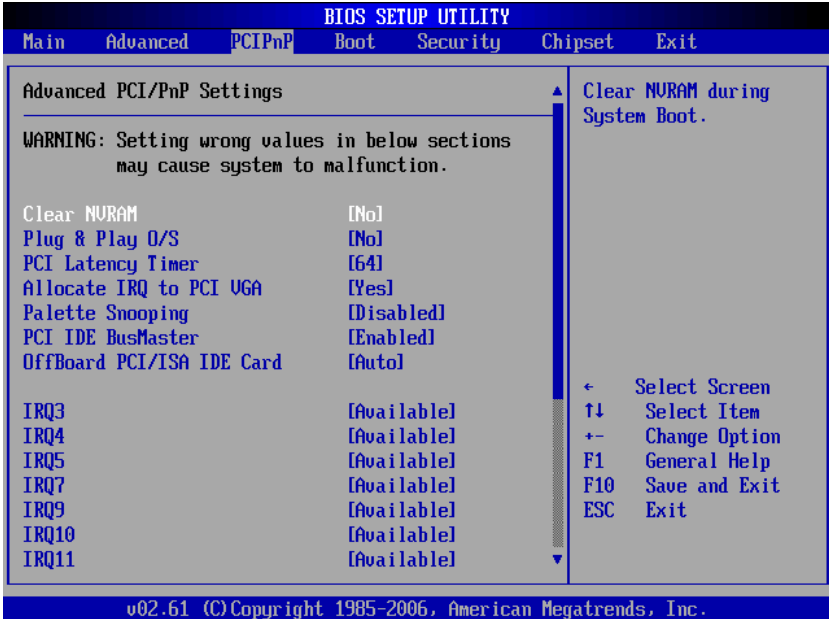 BIOS SETUP UTILITY
Main Advanced PCIPnP Boot Security Chipset Exit
Advanced PCI/PnP Settings
WARNING: Setting wrong values in below sections
may cause system to malfunction.
Clear NVRAM [No]
Plug & Play O/S [No]
PCI Latency Timer [64]
Allocate IRQ to PCI VGA [Yes]
Palette Snooping [Disabled]
PCI IDE BusMaster [Enabled]
OffBoard PCI/ISA IDE Card [Auto]
IRQ3 [Available]
IRQ4 [Available]
IRQ5 [Available]
IRQ7 [Available]
IRQ9 [Available]
IRQ10 [Available]
IRQ11 [Available]
Clear NVRAM during
System Boot.
← Select Screen
↑↓ Select Item
+- Change Option
F1 General Help
F10 Save and Exit
ESC Exit
v02.61 (C)Copyright 1985-2006, American Megatrends, Inc.